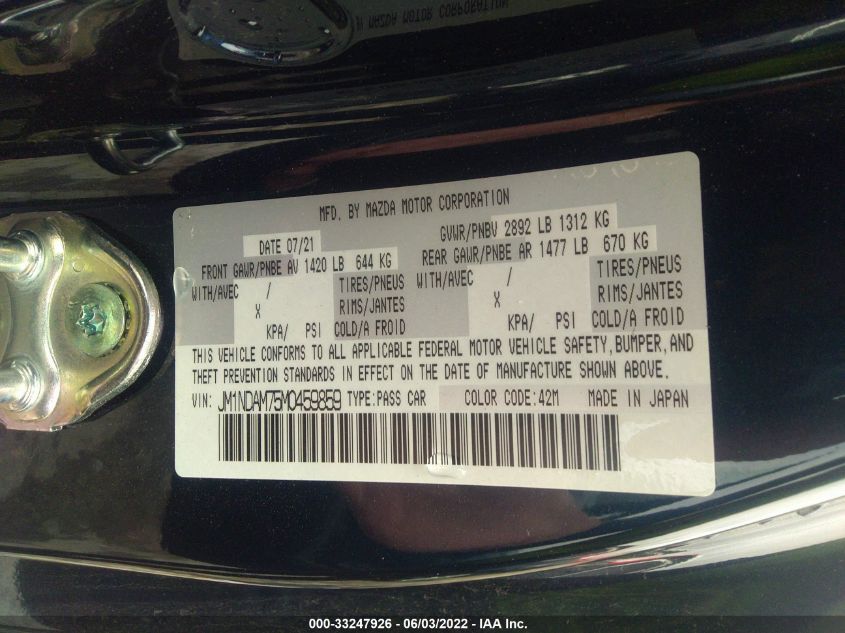 MAZDA MOTOR CORPORATION
MFD. BY MAZDA MOTOR CORPORATION
DATE 07/21 GVWR/PNBV 2892 LB 1312 KG
FRONT GAWR/PNBE AV 1420 LB 644 KG REAR GAWR/PNBE AR 1477 LB 670 KG
WITH/AVEC / TIRES/PNEUS WITH/AVEC / TIRES/PNEUS
X RIMS/JANTES X RIMS/JANTES
KPA/ PSI COLD/A FROID KPA/ PSI COLD/A FROID
THIS VEHICLE CONFORMS TO ALL APPLICABLE FEDERAL MOTOR VEHICLE SAFETY, BUMPER, AND
THEFT PREVENTION STANDARDS IN EFFECT ON THE DATE OF MANUFACTURE SHOWN ABOVE.
VIN: JM1NDAM75M0459859 TYPE:PASS CAR COLOR CODE:42M MADE IN JAPAN
000-33247926 - 06/03/2022 - © IAA Inc.